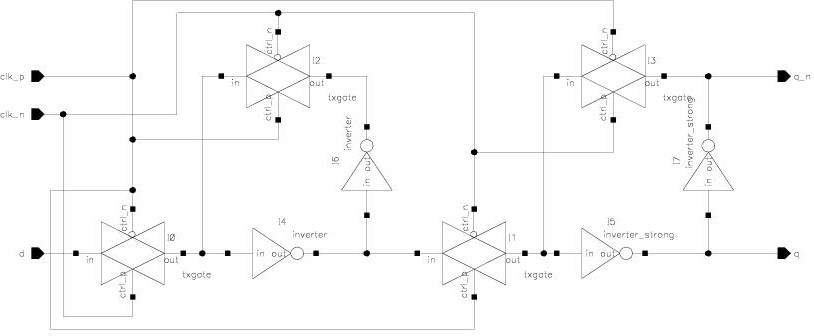 ctrl_n
ctrl_n
I2
I3
clk_p
in
out
in
out
q_n
txgate
txgate
clk_n
ctrl_p
inverter
ctrl_p
inverter_strong
I6
in out
I7
in out
ctrl_n
I0
I4
inverter
ctrl_n
I1
I5
inverter_strong
d
in
out
in out
in
out
in out
q
txgate
txgate
ctrl_p
ctrl_p